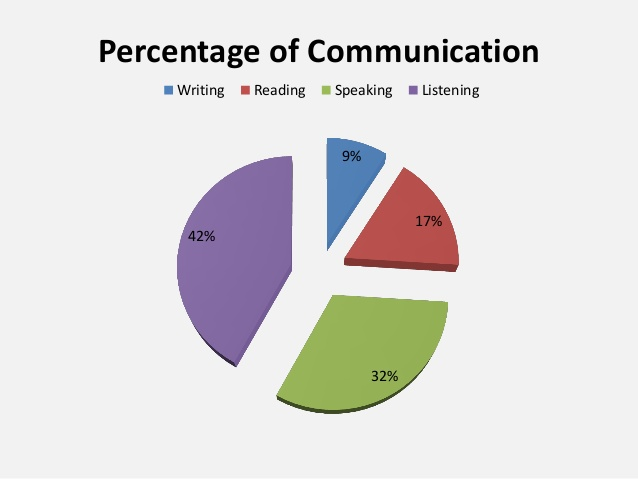 Percentage of Communication
Writing Reading Speaking Listening
9%
17%
42%
32%